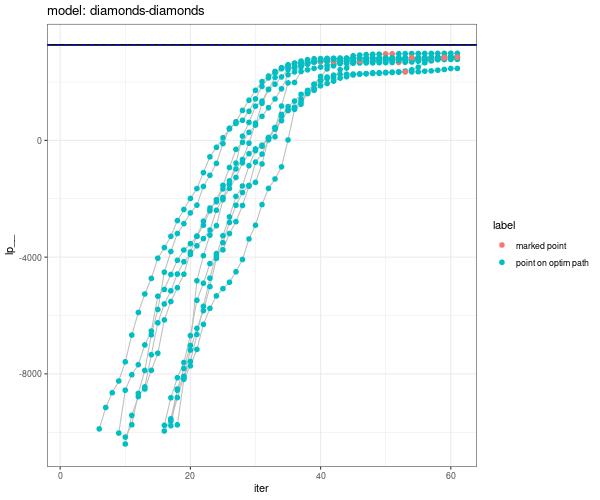 model: diamonds-diamonds
lp__
0
-4000
-8000
0
20
40
60
iter
label
marked point
point on optim path